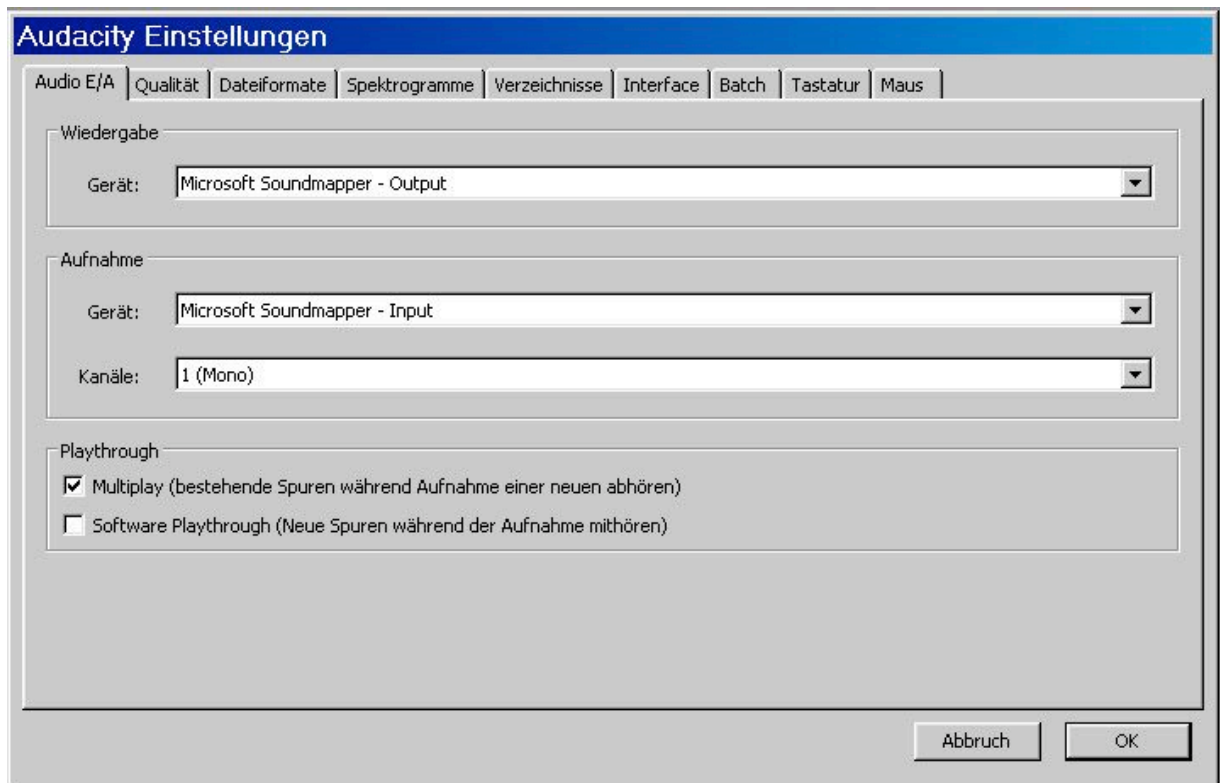 Audacity Einstellungen
Audio E/A Qualität Dateiformate Spektrogramme Verzeichnisse Interface Batch Tastatur Maus
Wiedergabe
Gerät: Microsoft Soundmapper - Output
Aufnahme
Gerät: Microsoft Soundmapper - Input
Kanäle: 1 (Mono)
Playthrough
Multiplay (bestehende Spuren während Aufnahme einer neuen abhören)
Software Playthrough (Neue Spuren während der Aufnahme mithören)
Abbruch OK